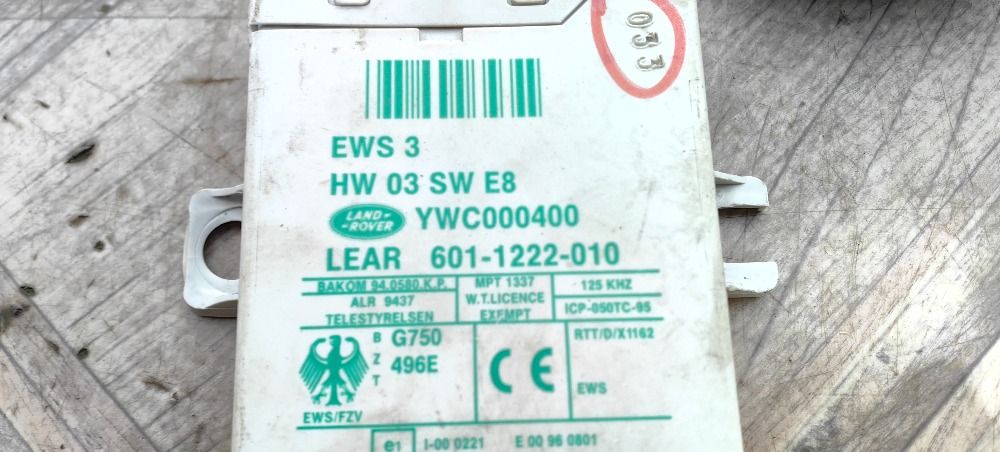 033
EWS 3
HW 03 SW E8
LAND-ROVER YWC000400
LEAR 601-1222-010
BAKOM 94.0580.K.P.
ALR 9437
TELESTYRELSEN
MPT 1337
W.T.LICENCE
EXEMPT
125 KHZ
ICP-050TC-95
BZT G750
496E
EWS/FZV
CE
RTT/D/X1162
EWS
e1 I-00 0221 E 00 96 0801